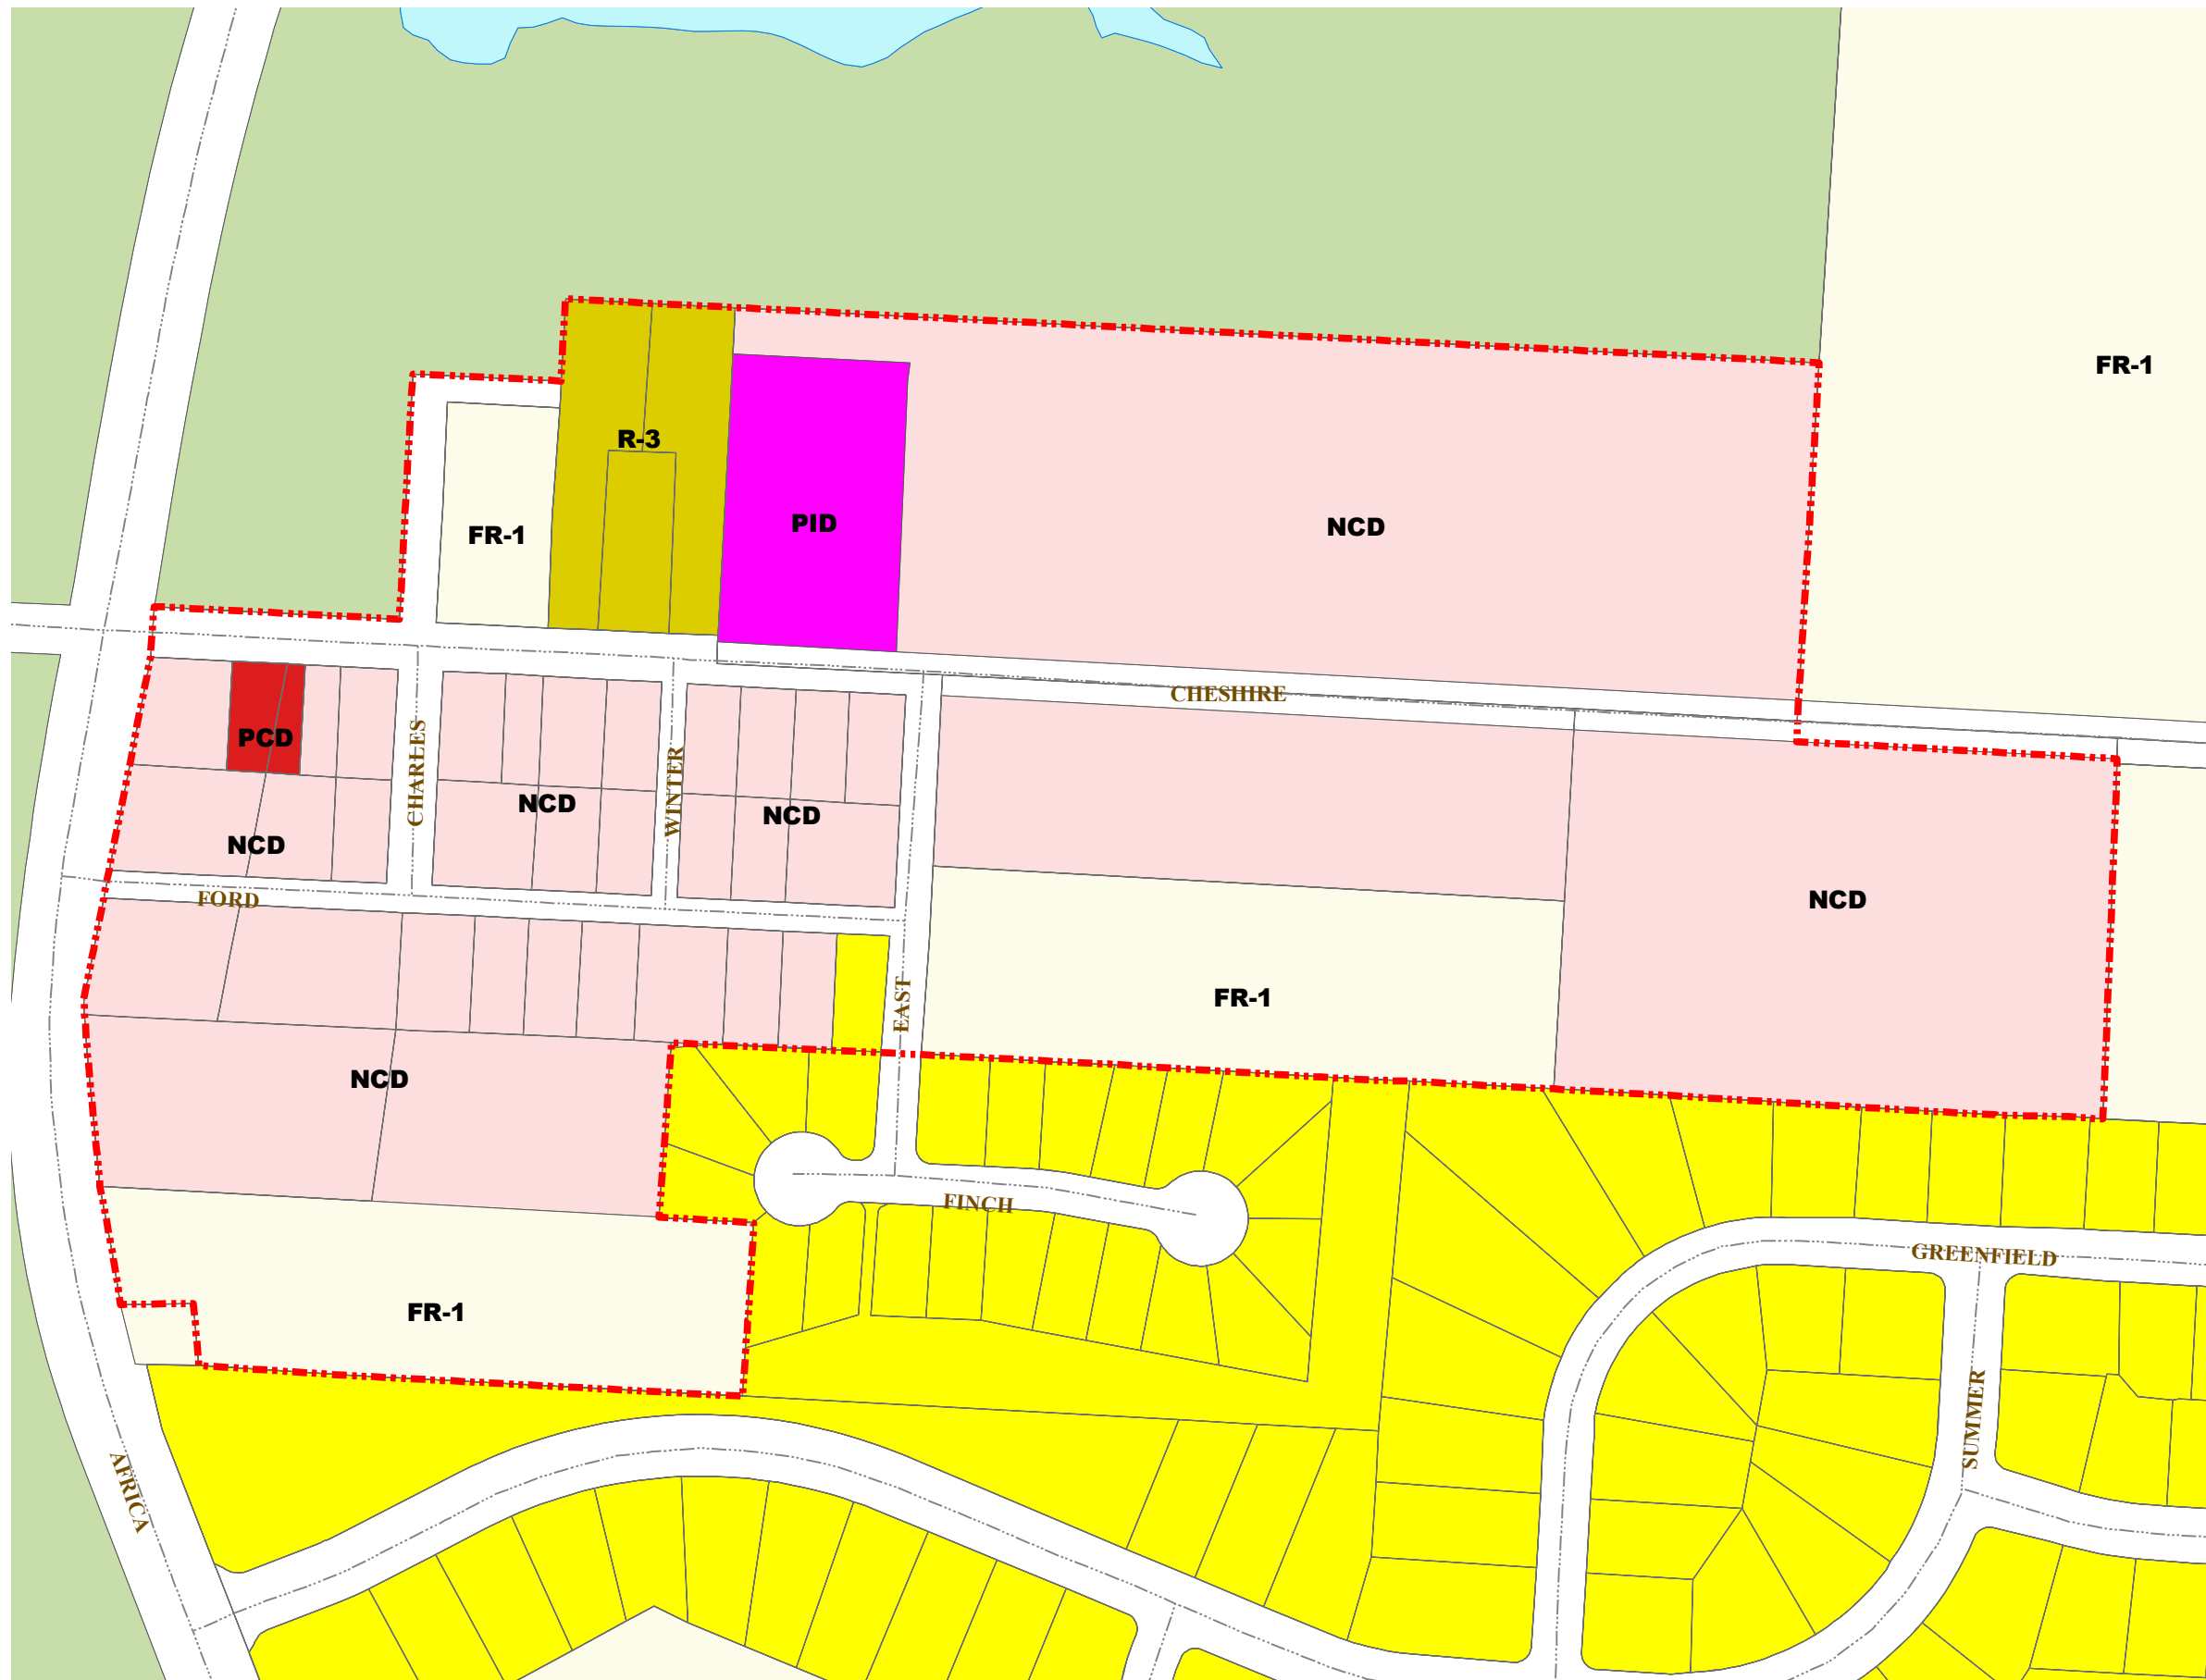 FR-1
R-3
PID
NCD
FR-1
CHESHIRE
PCD
CHARLES
WINTER
NCD
NCD
NCD
FORD
NCD
EAST
FR-1
NCD
FINCH
GREENFIELD
FR-1
SUMMER
AFRICA